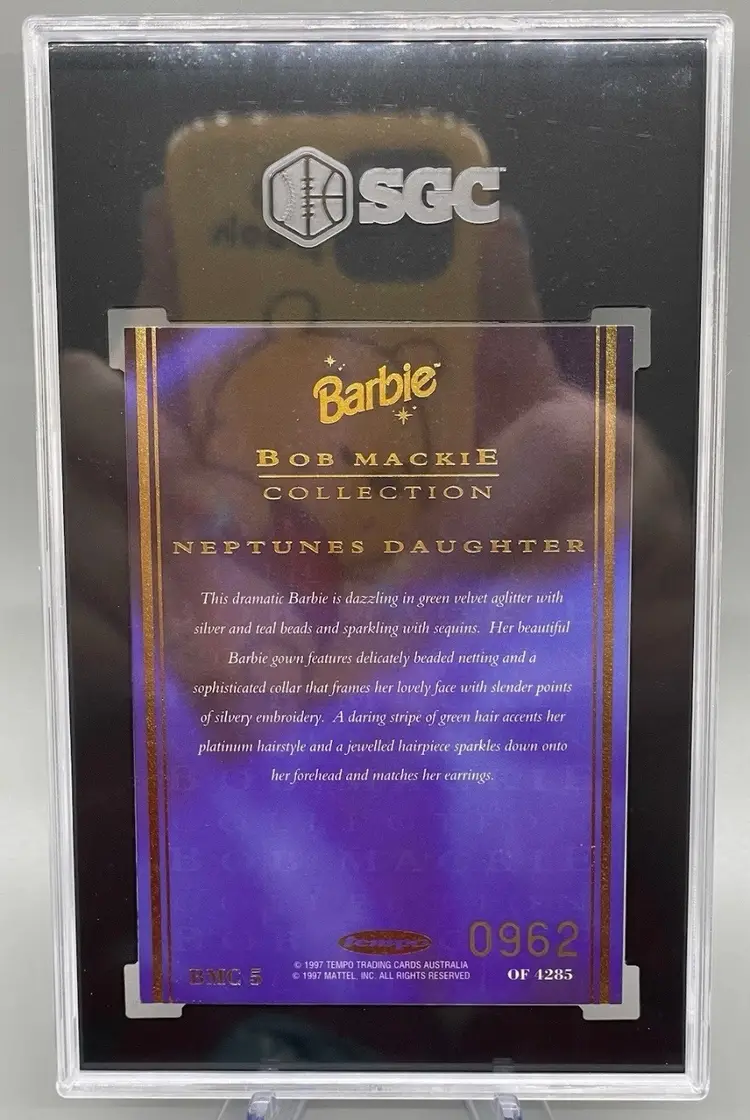 SGC
Barbie™
BOB MACKIE
COLLECTION
NEPTUNES DAUGHTER
This dramatic Barbie is dazzling in green velvet aglitter with
silver and teal beads and sparkling with sequins. Her beautiful
Barbie gown features delicately beaded netting and a
sophisticated collar that frames her lovely face with slender points
of silvery embroidery. A daring stripe of green hair accents her
platinum hairstyle and a jewelled hairpiece sparkles down onto
her forehead and matches her earrings.
tempo
0962
BMC 5
© 1997 TEMPO TRADING CARDS AUSTRALIA
© 1997 MATTEL, INC. ALL RIGHTS RESERVED
OF 4285